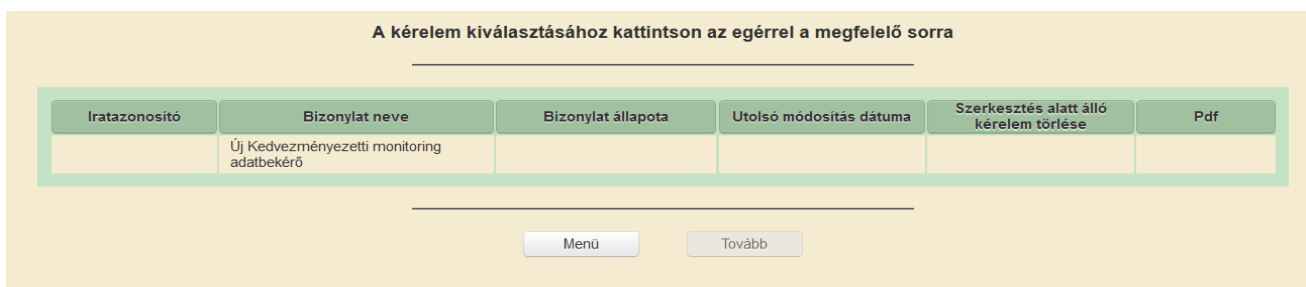 A kérelem kiválasztásához kattintson az egérrel a megfelelő sorra
Iratazonosító
Bizonylat neve
Bizonylat állapota
Utolsó módosítás dátuma
Szerkesztés alatt álló
kérelem törlése
Pdf
Új Kedvezményezetti monitoring
adatbekérő
Menü
Tovább